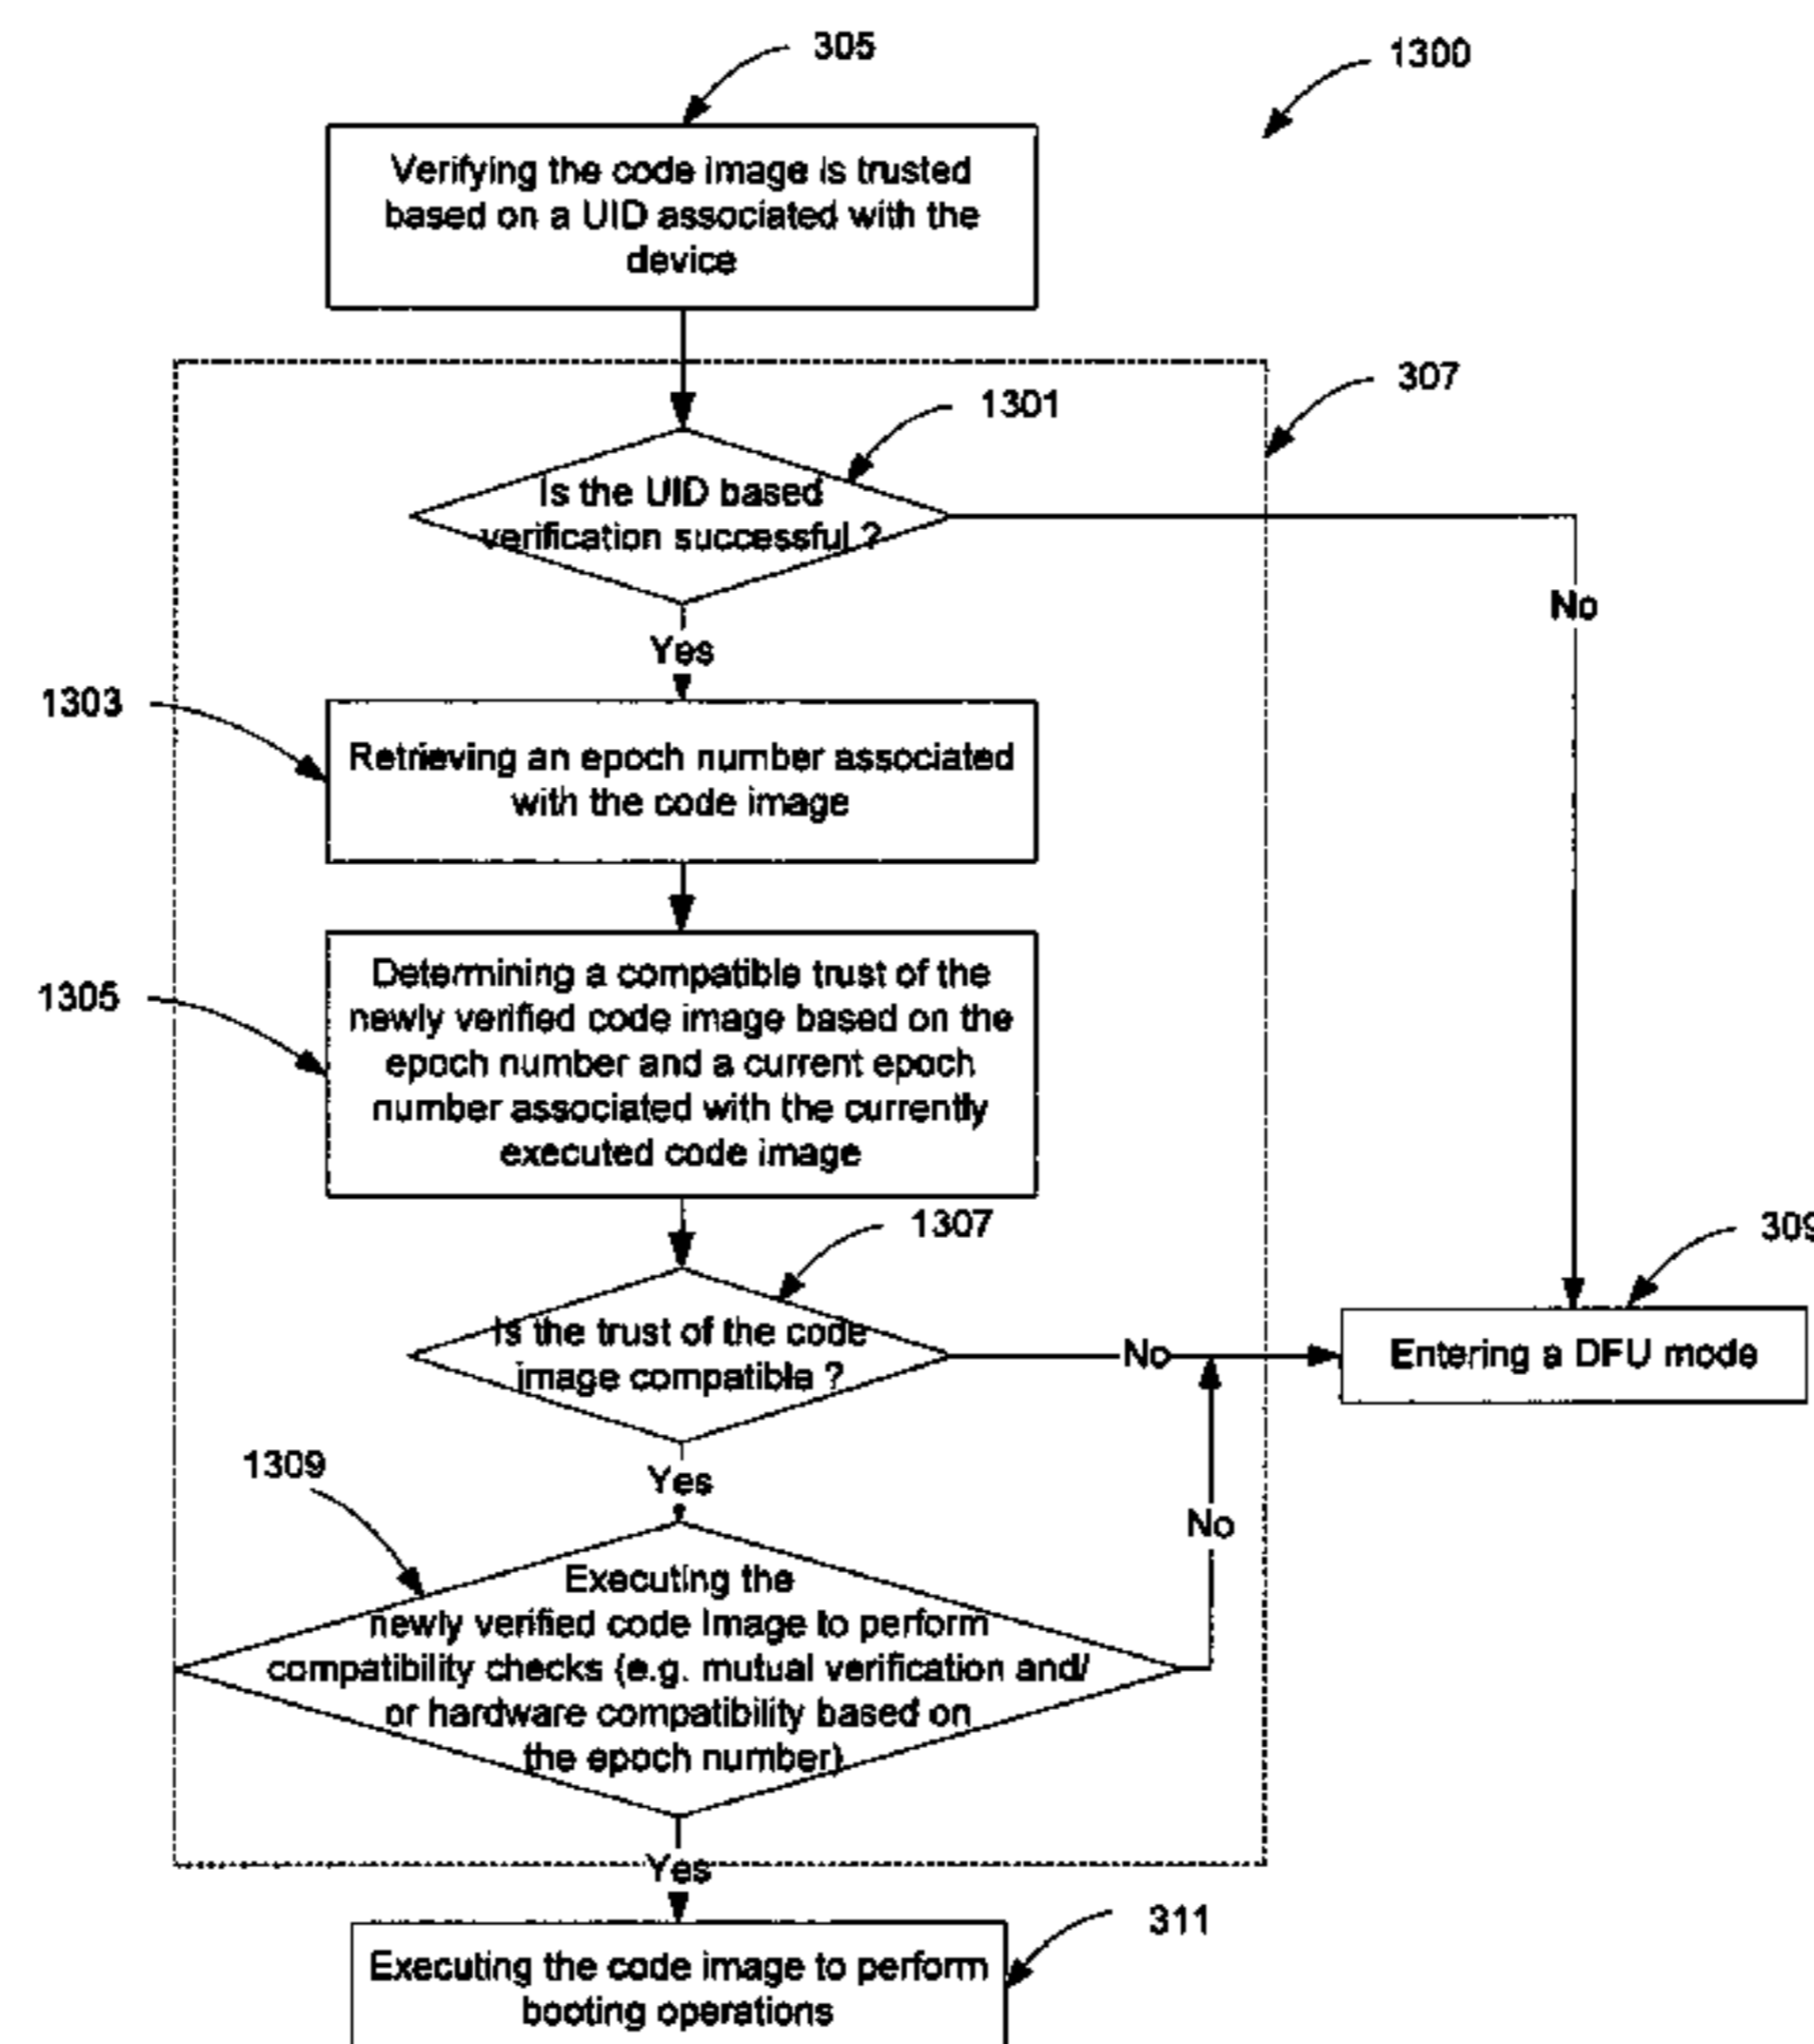 305
1300
Verifying the code image is trusted
based on a UID associated with the
device
307
1301
Is the UID based
verification successful ?
No
Yes
1303
Retrieving an epoch number associated
with the code image
1305
Determining a compatible trust of the
newly verified code image based on the
epoch number and a current epoch
number associated with the currently
executed code image
1307
309
Is the trust of the code
image compatible ?
No
Entering a DFU mode
1309
Yes
No
Executing the
newly verified code image to perform
compatibility checks (e.g. mutual verification and/
or hardware compatibility based on
the epoch number)
Yes
311
Executing the code image to perform
booting operations